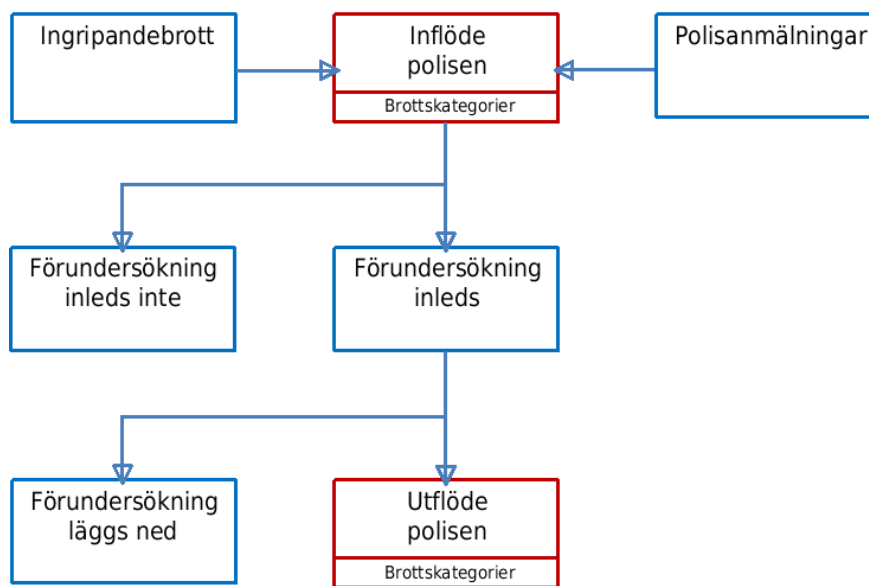 Ingripandebrott
Inflöde
polisen
Brottskategorier
Polisanmälningar
Förundersökning
inleds inte
Förundersökning
inleds
Förundersökning
läggs ned
Utflöde
polisen
Brottskategorier